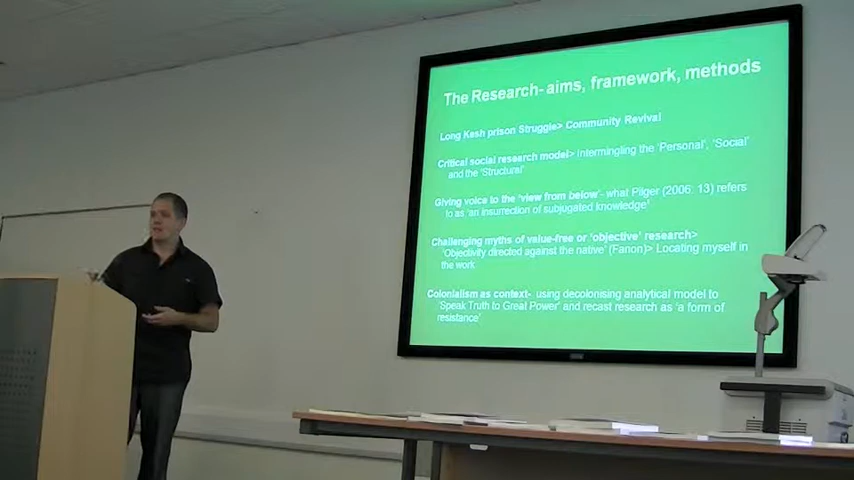 The Research- aims, framework, methods
Long Kesh prison Struggle> Community Revival
Critical social research model> Intermingling the 'Personal', 'Social'
and the 'Structural'
Giving voice to the 'view from below'- what Pilger (2006: 13) refers
to as 'an insurrection of subjugated knowledge'
Challenging myths of value-free or 'objective' research>
'Objectivity directed against the native' (Fanon)> Locating myself in
the work
Colonialism as context- using decolonising analytical model to
'Speak Truth to Great Power' and recast research as 'a form of
resistance'